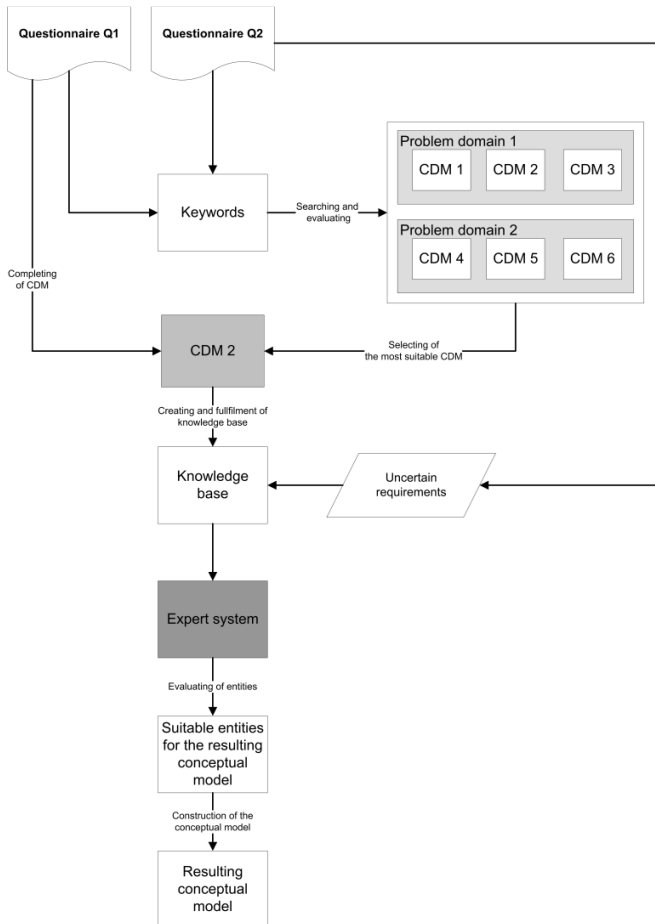 Questionnaire Q1
Questionnaire Q2
Problem domain 1
CDM 1
CDM 2
CDM 3
Keywords
Searching and
evaluating
Problem domain 2
CDM 4
CDM 5
CDM 6
Completing
of CDM
CDM 2
Selecting of
the most suitable CDM
Creating and fullfilment of
knowledge base
Knowledge
base
Uncertain
requirements
Expert system
Evaluating of entities
Suitable entities
for the resulting
conceptual
model
Construction of the
conceptual model
Resulting
conceptual
model